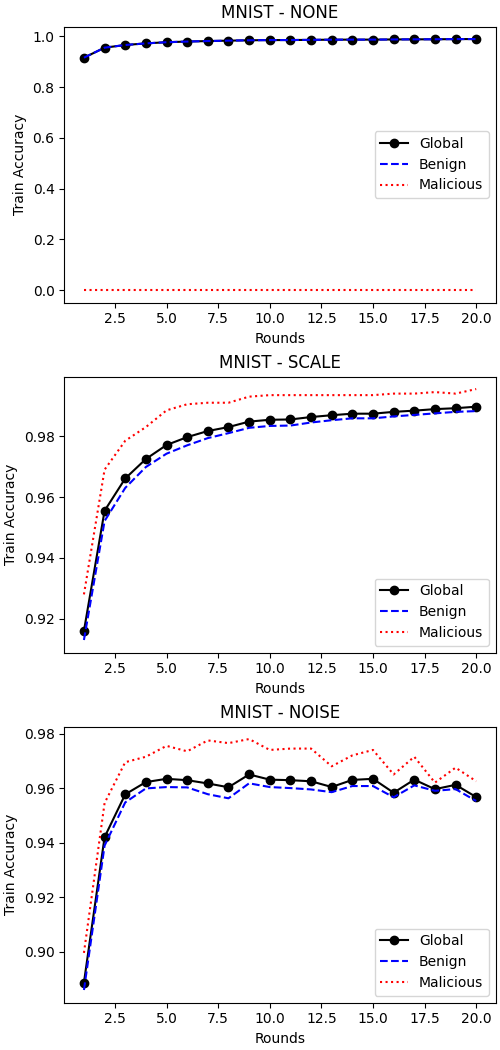 MNIST - NONE
1.0
0.8
0.6
0.4
0.2
0.0
Train Accuracy
Global
Benign
Malicious
2.5 5.0 7.5 10.0 12.5 15.0 17.5 20.0
Rounds
MNIST - SCALE
0.98
0.96
0.94
0.92
Train Accuracy
Global
Benign
Malicious
2.5 5.0 7.5 10.0 12.5 15.0 17.5 20.0
Rounds
MNIST - NOISE
0.98
0.96
0.94
0.92
0.90
Train Accuracy
Global
Benign
Malicious
2.5 5.0 7.5 10.0 12.5 15.0 17.5 20.0
Rounds